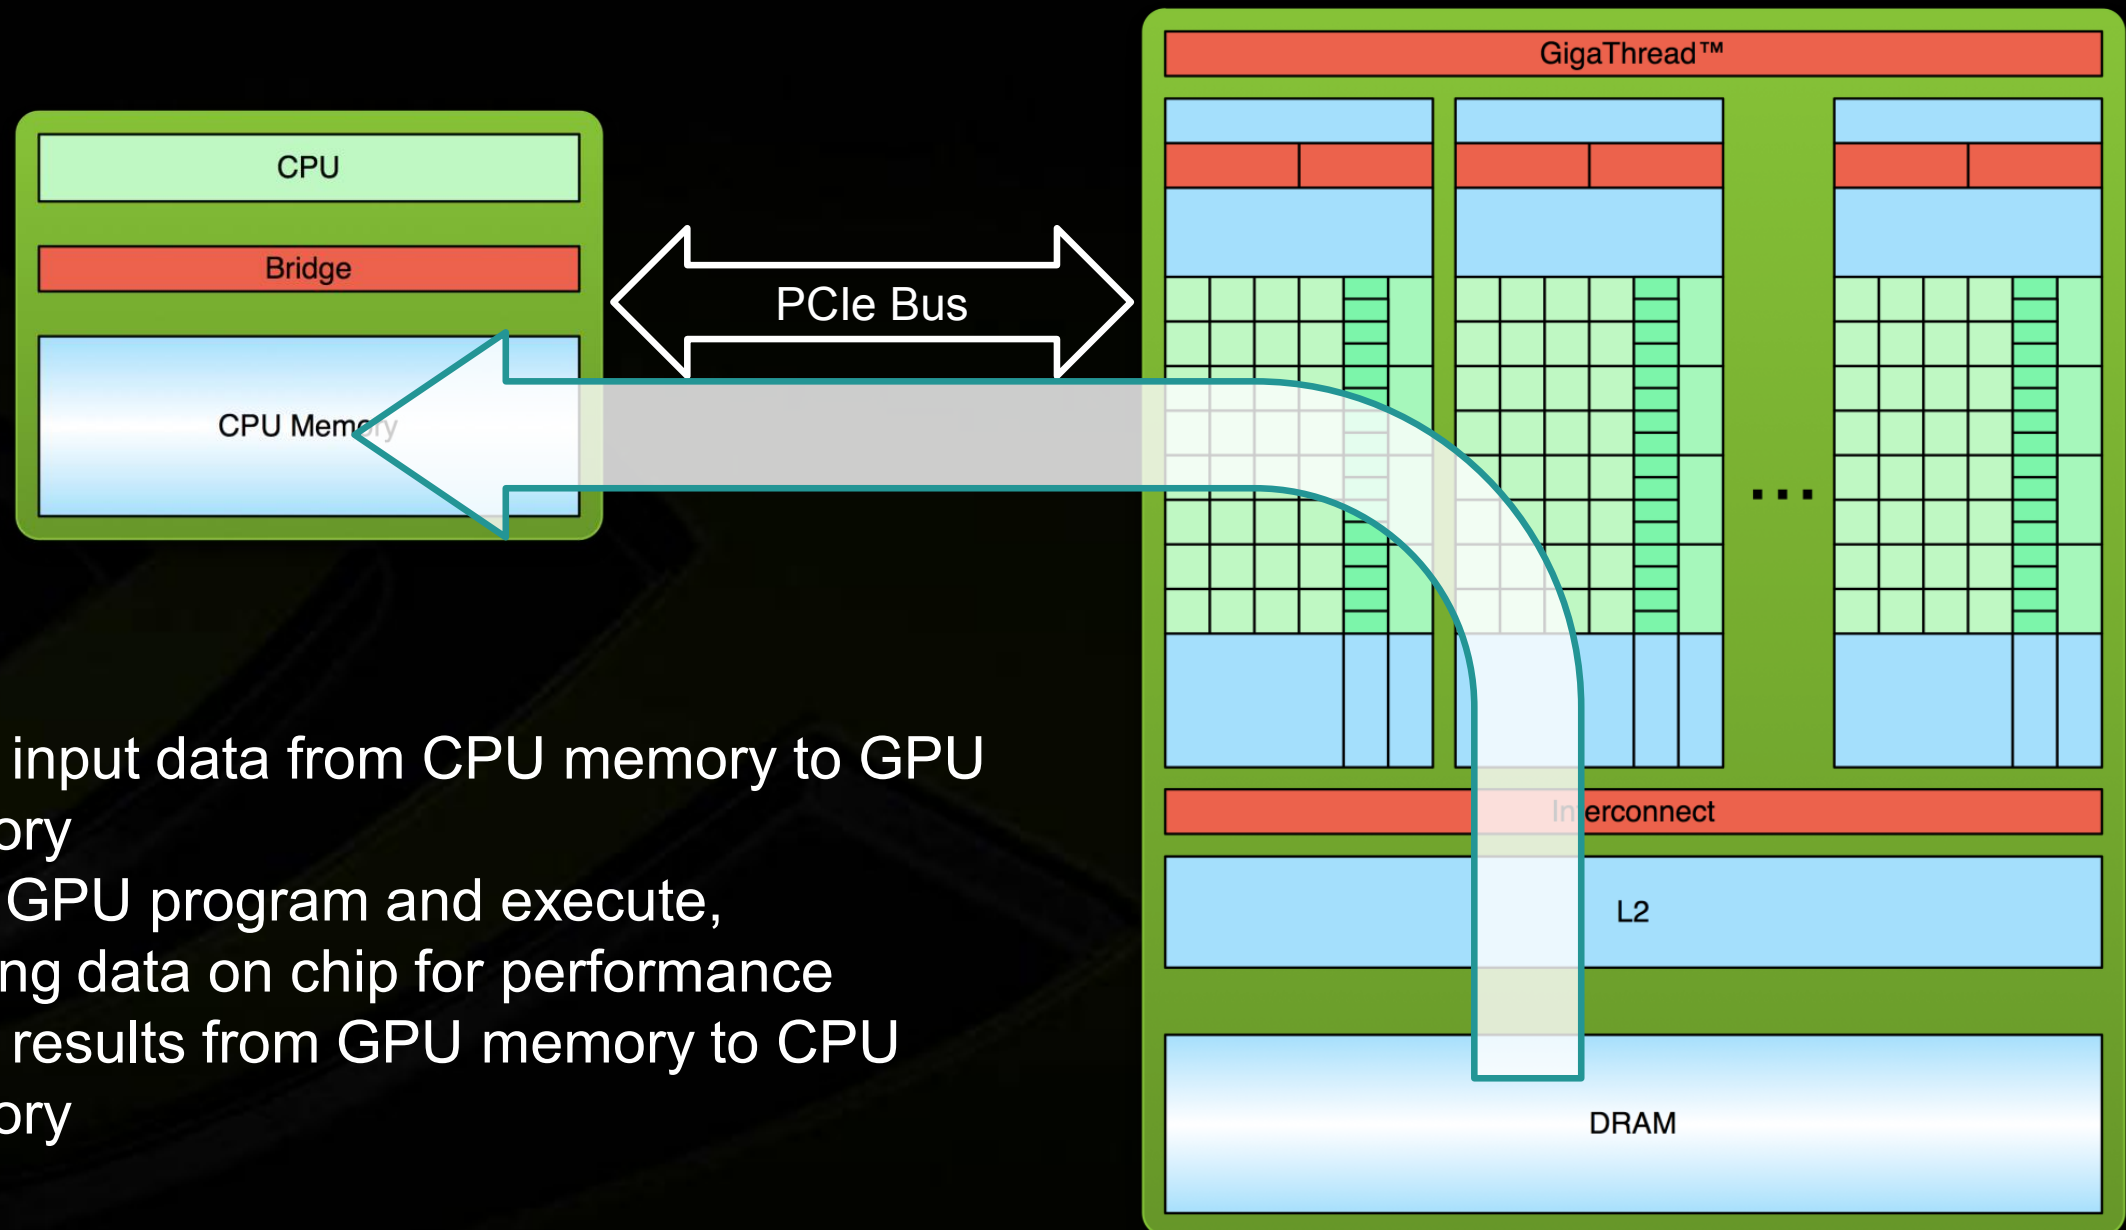 GigaThread™
CPU
Bridge
PCIe Bus
CPU Memory
...
input data from CPU memory to GPU
ory
GPU program and execute,
ng data on chip for performance
results from GPU memory to CPU
ory
Interconnect
L2
DRAM